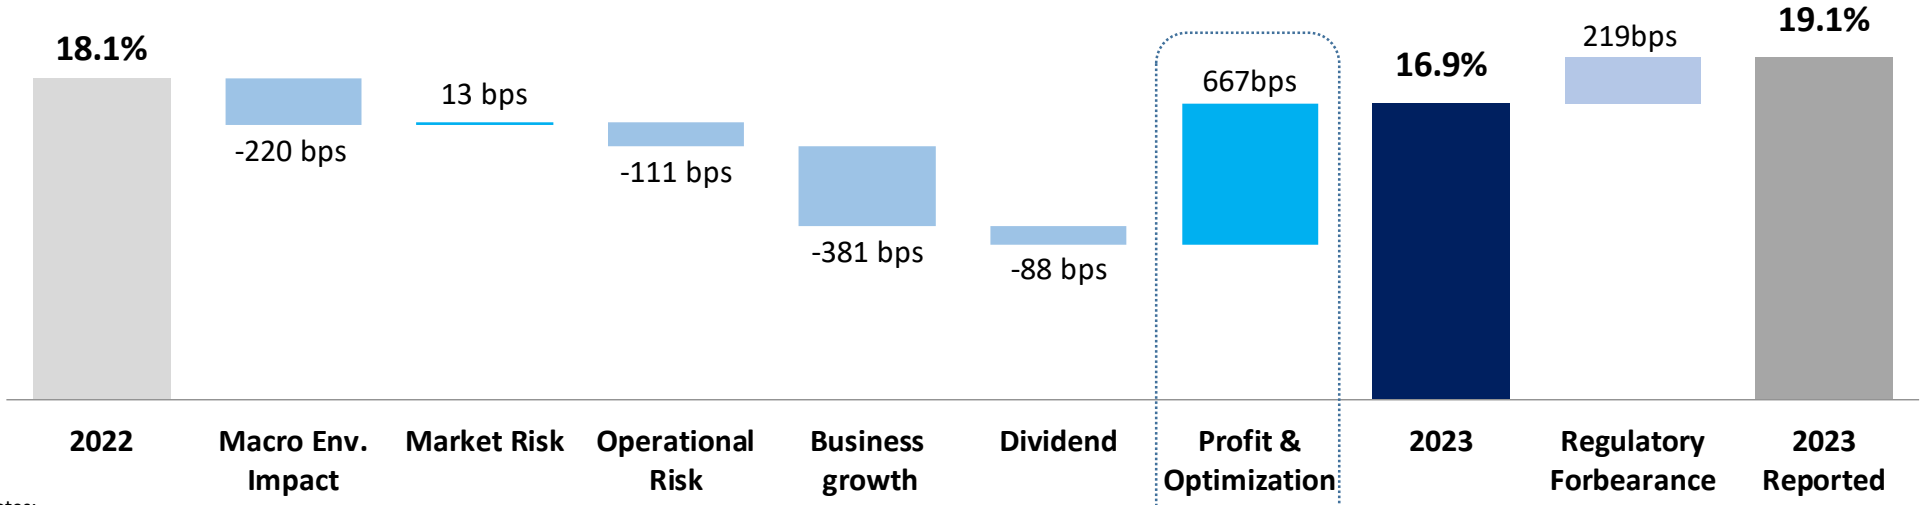 18.1%
-220 bps
13 bps
-111 bps
-381 bps
-88 bps
667bps
16.9%
219bps
19.1%
2022
Macro Env.
Impact
Market Risk
Operational
Risk
Business
growth
Dividend
Profit &
Optimization
2023
Regulatory
Forbearance
2023
Reported